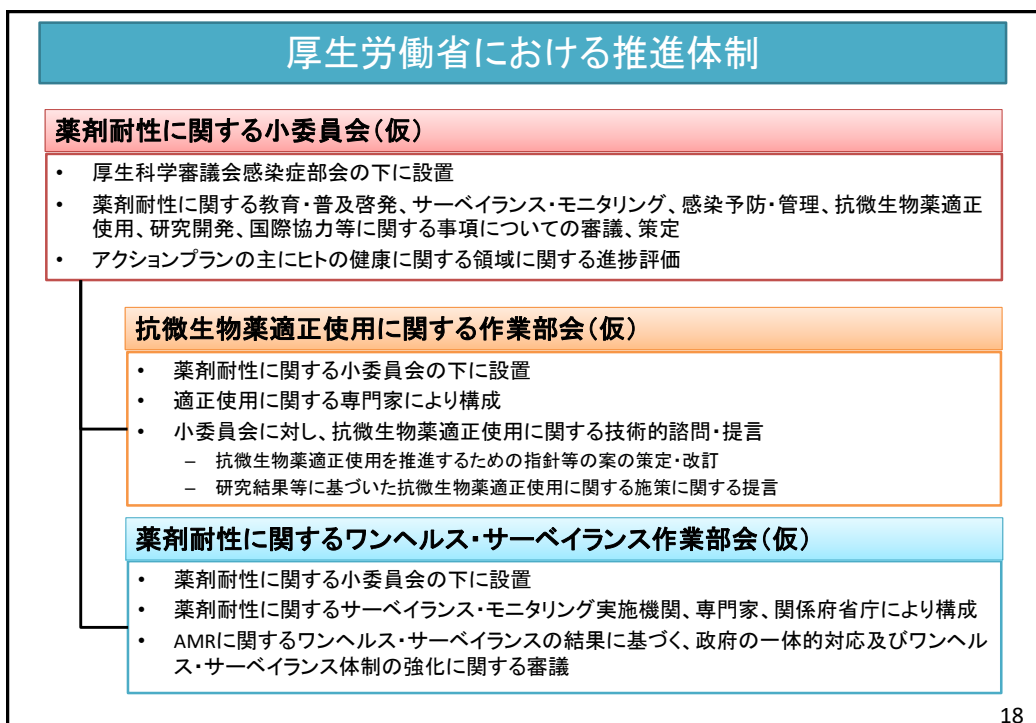 厚生労働省における推進体制
薬剤耐性に関する小委員会（仮）
• 厚生科学審議会感染症部会の下に設置
• 薬剤耐性に関する教育・普及啓発、サーベイランス・モニタリング、感染予防・管理、抗微生物薬適正
使用、研究開発、国際協力等に関する事項についての審議、策定
• アクションプランの主にヒトの健康に関する領域に関する進捗評価
抗微生物薬適正使用に関する作業部会（仮）
• 薬剤耐性に関する小委員会の下に設置
• 適正使用に関する専門家により構成
• 小委員会に対し、抗微生物薬適正使用に関する技術的諮問・提言
– 抗微生物薬適正使用を推進するための指針等の案の策定・改訂
– 研究結果等に基づいた抗微生物薬適正使用に関する施策に関する提言
薬剤耐性に関するワンヘルス・サーベイランス作業部会（仮）
• 薬剤耐性に関する小委員会の下に設置
• 薬剤耐性に関するサーベイランス・モニタリング実施機関、専門家、関係府省庁により構成
• AMRに関するワンヘルス・サーベイランスの結果に基づく、政府の一体的対応及びワンヘル
ス・サーベイランス体制の強化に関する審議
18